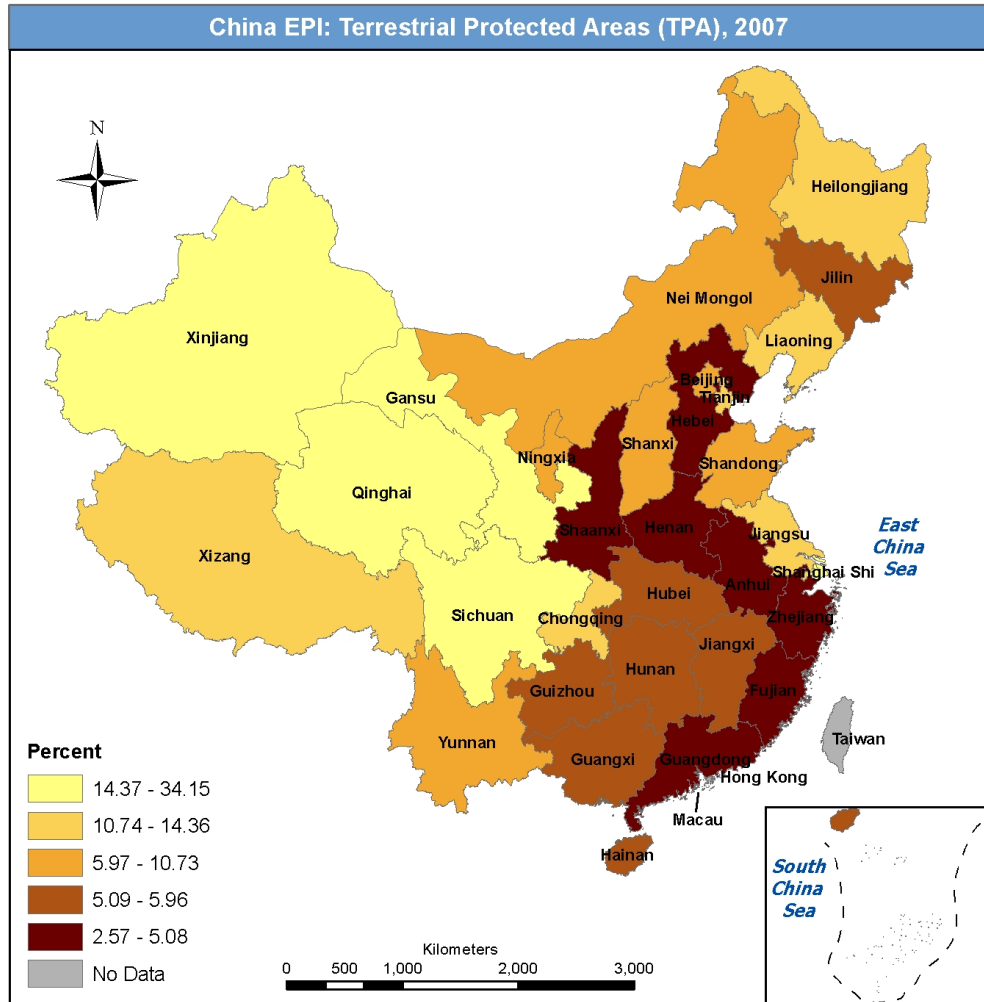 China EPI: Terrestrial Protected Areas (TPA), 2007
N
Heilongjiang
Jilin
Nei Mongol
Xinjiang
Liaoning
Beijing
Gansu
Tianjin
Hebei
Shanxi
Ningxia
Shandong
Qinghai
Shaanxi
Henan
Jiangsu
East
China
Sea
Xizang
Shanghai Shi
Anhui
Hubei
Sichuan
Chongqing
Zhejiang
Jiangxi
Hunan
Guizhou
Fujian
Yunnan
Taiwan
Guangxi
Guangdong
Hong Kong
Macau
Hainan
Percent
14.37 - 34.15
10.74 - 14.36
5.97 - 10.73
5.09 - 5.96
2.57 - 5.08
No Data
Kilometers
0 500 1,000 2,000 3,000
South
China
Sea